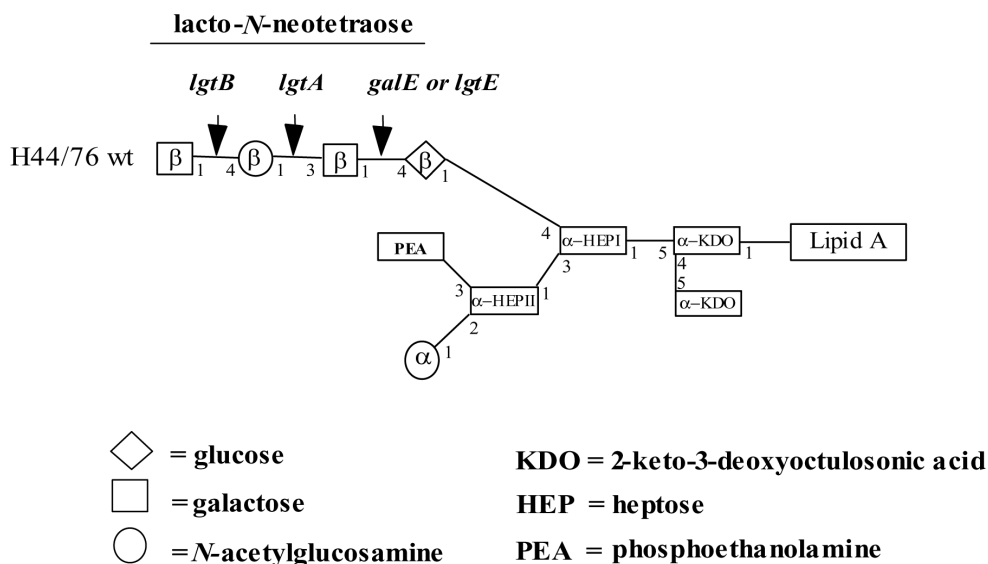 lacto-N-neotetraose
lgtB lgtA galE or lgtE
H44/76 wt β 1 4 β 1 3 β 1 4 β 1
4 α-HEPI 1 5 α-KDO 1 Lipid A
PEA 3 4
3 α-HEPII 1 5 α-KDO
2
α 1
= glucose
= galactose
= N-acetylglucosamine
KDO = 2-keto-3-deoxyoctulosonic acid
HEP = heptose
PEA = phosphoethanolamine